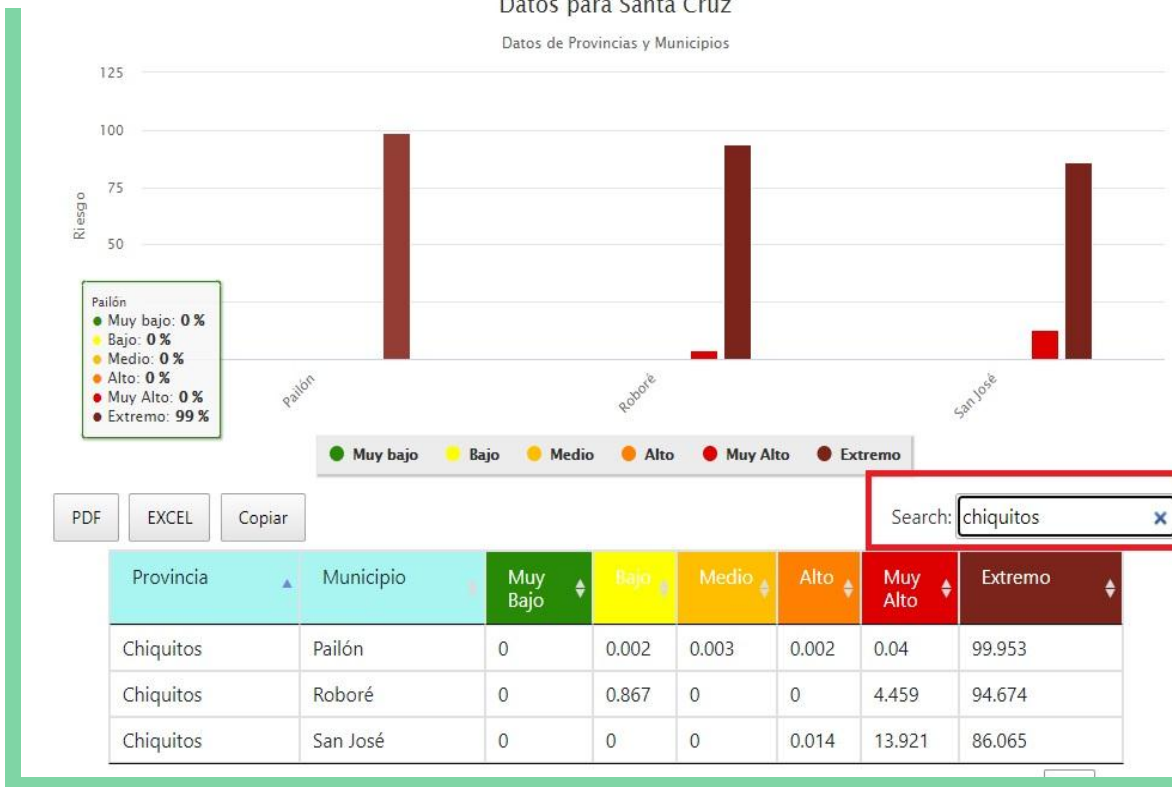 Datos para Santa Cruz
Datos de Provincias y Municipios
125
100
75
50
Riesgo
Pailón
Muy bajo: 0 %
Bajo: 0 %
Medio: 0 %
Alto: 0 %
Muy Alto: 0 %
Extremo: 99 %
Pailón
Roboré
San José
Muy bajo Bajo Medio Alto Muy Alto Extremo
PDF EXCEL Copiar Search: chiquitos ×
Provincia Municipio Muy Bajo Bajo Medio Alto Muy Alto Extremo
Chiquitos Pailón 0 0.002 0.003 0.002 0.04 99.953
Chiquitos Roboré 0 0.867 0 0 4.459 94.674
Chiquitos San José 0 0 0 0.014 13.921 86.065